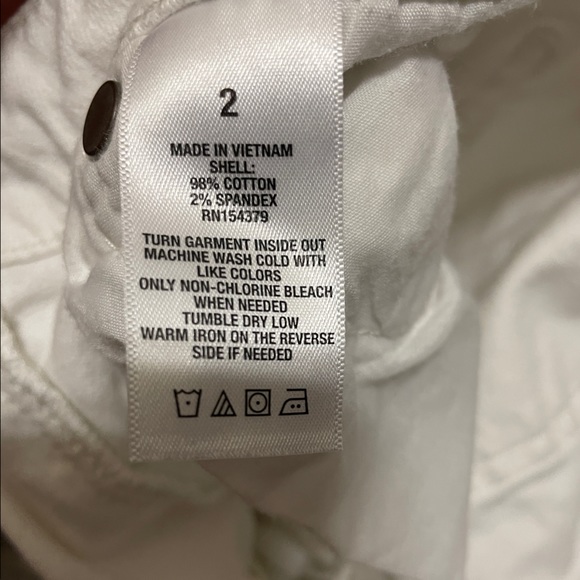 2
MADE IN VIETNAM
SHELL:
98% COTTON
2% SPANDEX
RN154379
TURN GARMENT INSIDE OUT
MACHINE WASH COLD WITH
LIKE COLORS
ONLY NON-CHLORINE BLEACH
WHEN NEEDED
TUMBLE DRY LOW
WARM IRON ON THE REVERSE
SIDE IF NEEDED